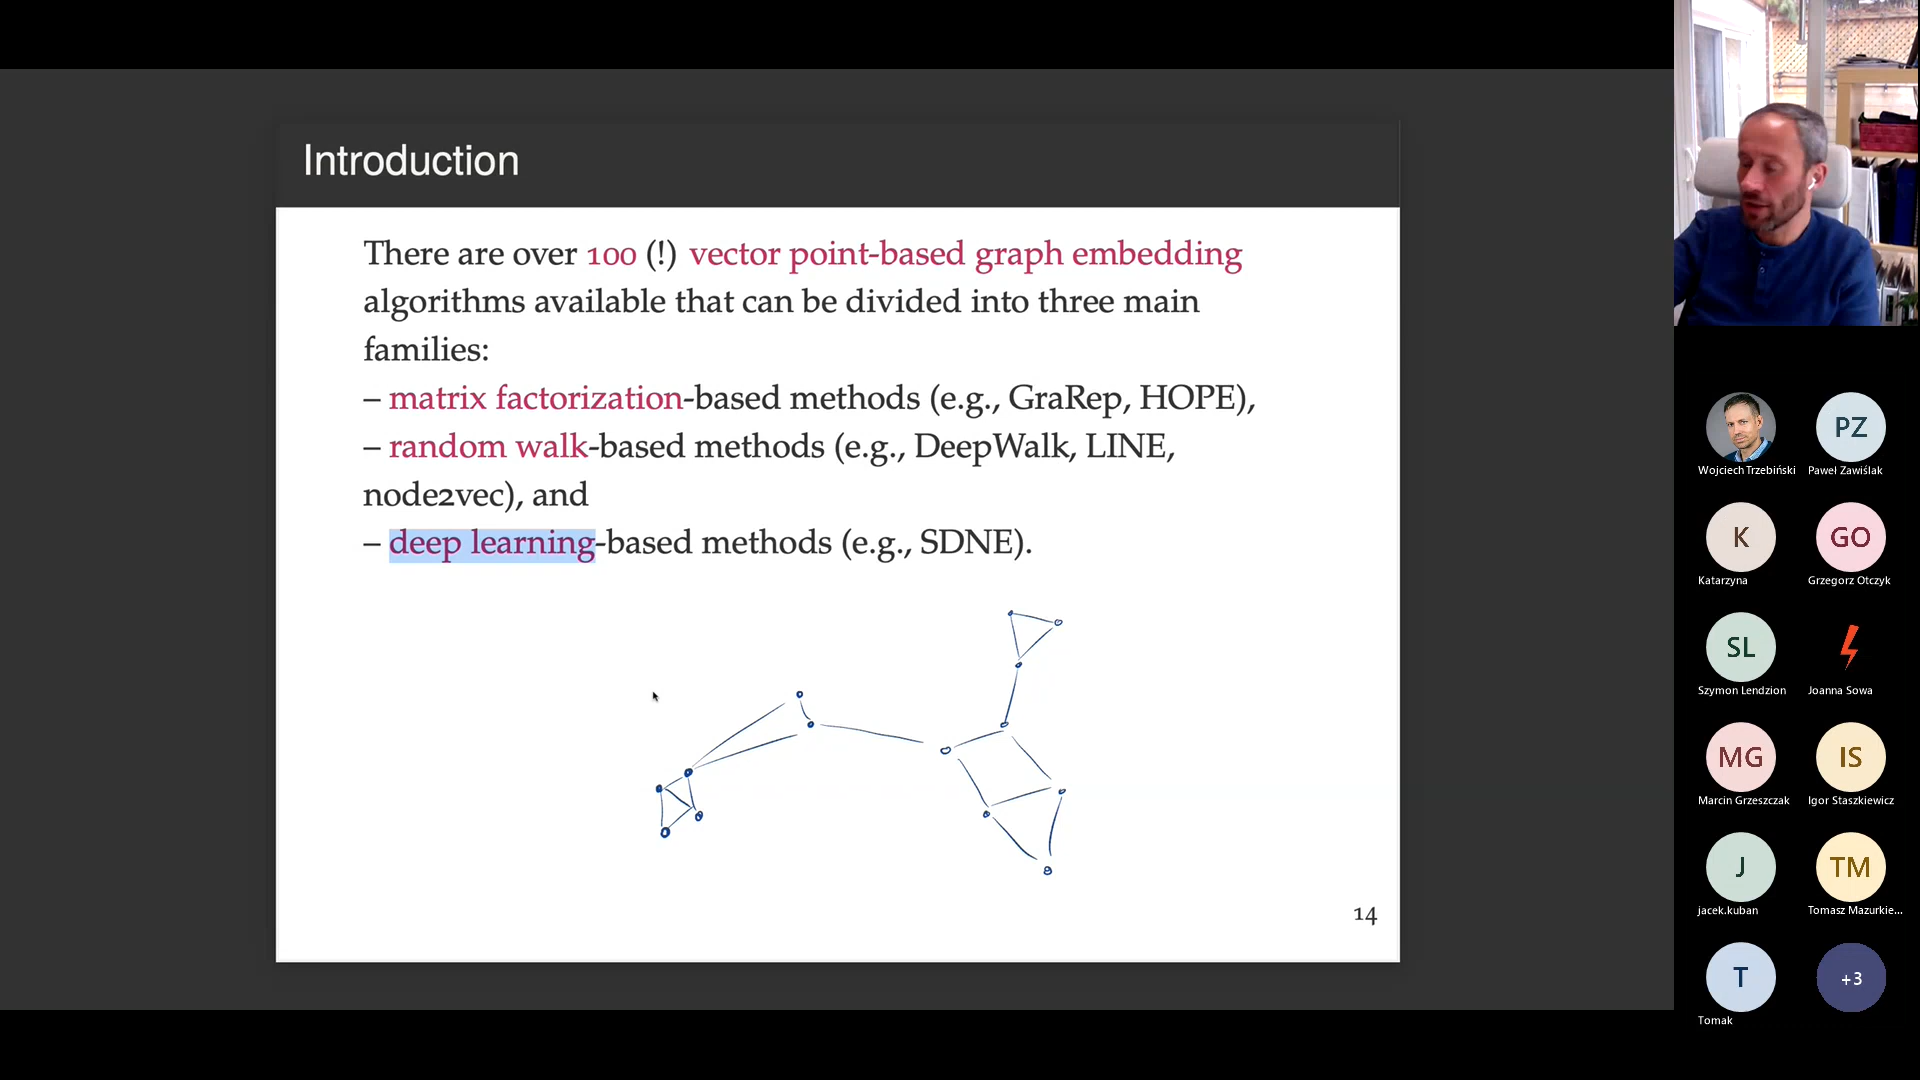 Introduction
There are over 100 (!) vector point-based graph embedding
algorithms available that can be divided into three main
families:
– matrix factorization-based methods (e.g., GraRep, HOPE),
– random walk-based methods (e.g., DeepWalk, LINE,
node2vec), and
– deep learning-based methods (e.g., SDNE).
14
Wojciech Trzebiński
PZ
Paweł Zawiślak
K
Katarzyna
GO
Grzegorz Otczyk
SL
Szymon Lendzion
Joanna Sowa
MG
Marcin Grzeszczak
IS
Igor Staszkiewicz
J
jacek.kuban
TM
Tomasz Mazurkie...
T
Tomak
+3